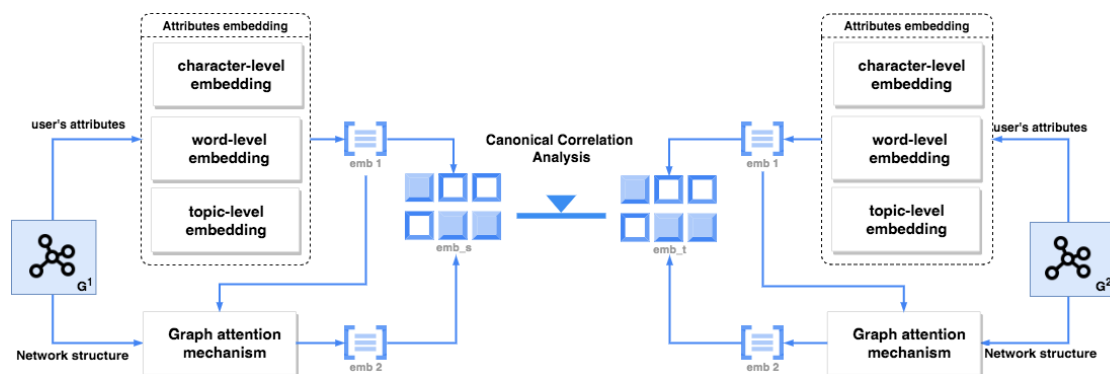 Attributes embedding
character-level
embedding
word-level
embedding
topic-level
embedding
user's attributes
G1
Network structure
Graph attention
mechanism
emb 1
emb 2
emb_s
Canonical Correlation
Analysis
emb_t
emb 1
emb 2
Attributes embedding
character-level
embedding
word-level
embedding
topic-level
embedding
user's attributes
G2
Network structure
Graph attention
mechanism